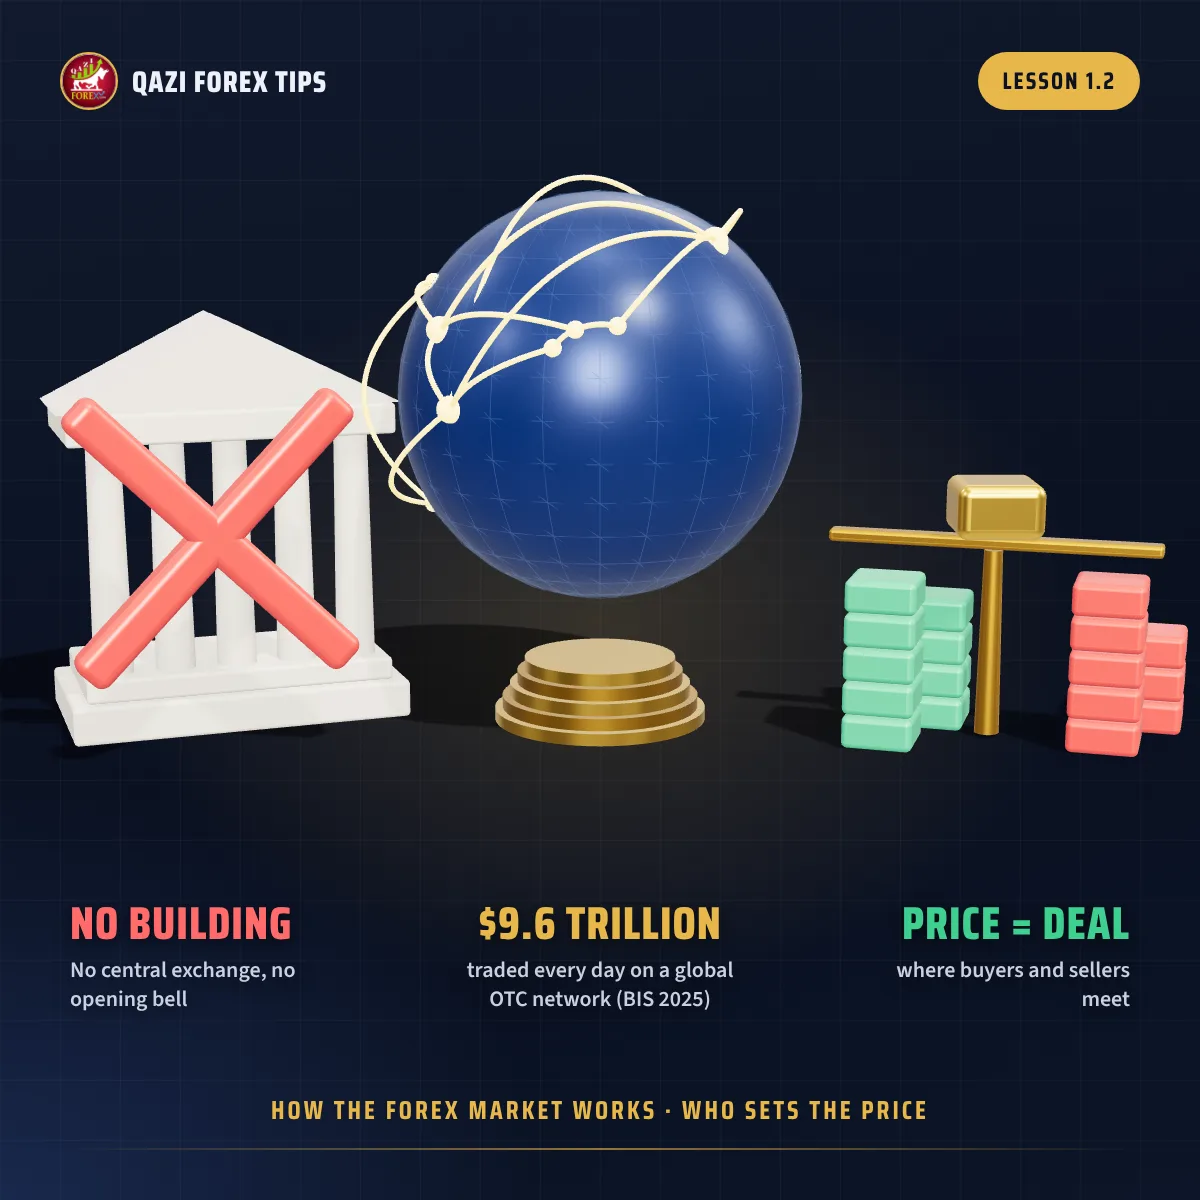 QAZI
FOREX
QAZI FOREX TIPS
LESSON 1.2
NO BUILDING
No central exchange, no
opening bell
$9.6 TRILLION
traded every day on a global
OTC network (BIS 2025)
PRICE = DEAL
where buyers and sellers
meet
HOW THE FOREX MARKET WORKS · WHO SETS THE PRICE